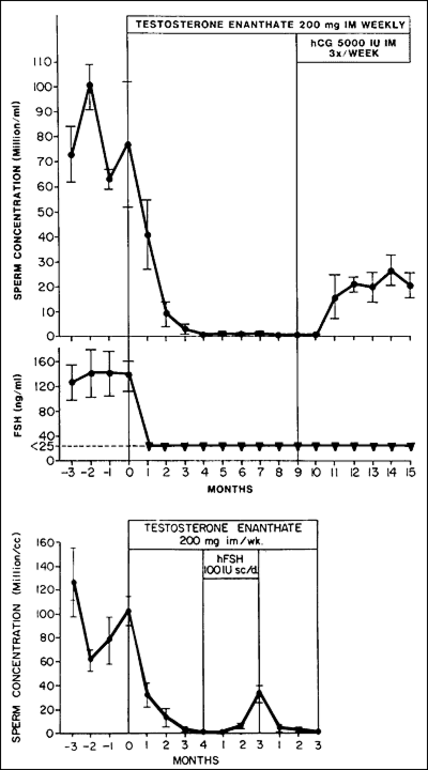 TESTOSTERONE ENANTHATE 200 mg IM WEEKLY
hCG 5000 IU IM
3x/WEEK
SPERM CONCENTRATION (Million/ml)
110
100
90
80
70
60
50
40
30
20
10
0
FSH (ng/ml)
160
120
80
40
<25
0
-3 -2 -1 0 1 2 3 4 5 6 7 8 9 10 11 12 13 14 15
MONTHS
TESTOSTERONE ENANTHATE
200 mg im/wk.
hFSH
100 IU sc/d.
SPERM CONCENTRATION (Million/cc)
160
140
120
100
80
60
40
20
0
-3 -2 -1 0 1 2 3 4 1 2 3 1 2 3
MONTHS